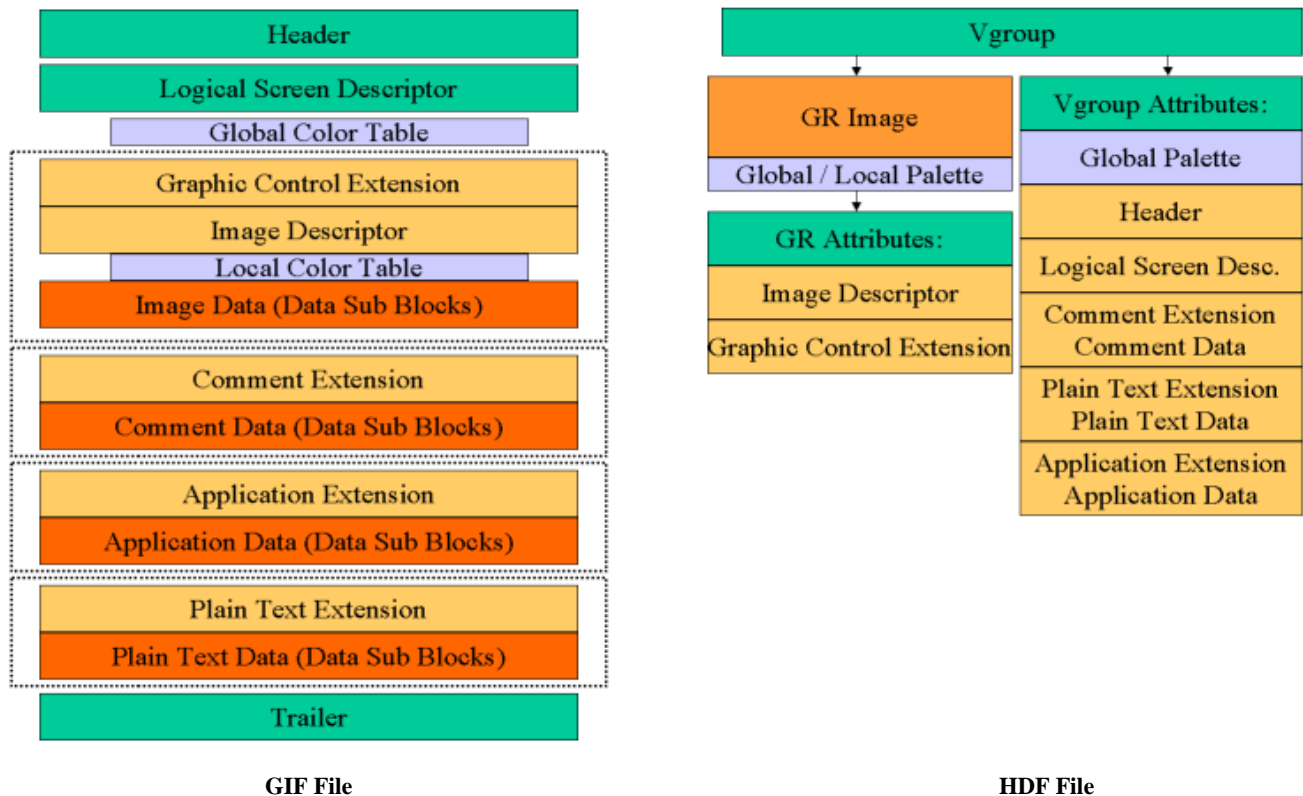 Header
Logical Screen Descriptor
Global Color Table
Graphic Control Extension
Image Descriptor
Local Color Table
Image Data (Data Sub Blocks)
Comment Extension
Comment Data (Data Sub Blocks)
Application Extension
Application Data (Data Sub Blocks)
Plain Text Extension
Plain Text Data (Data Sub Blocks)
Trailer
GIF File
Vgroup
GR Image
Global / Local Palette
GR Attributes:
Image Descriptor
Graphic Control Extension
Vgroup Attributes:
Global Palette
Header
Logical Screen Desc.
Comment Extension
Comment Data
Plain Text Extension
Plain Text Data
Application Extension
Application Data
HDF File